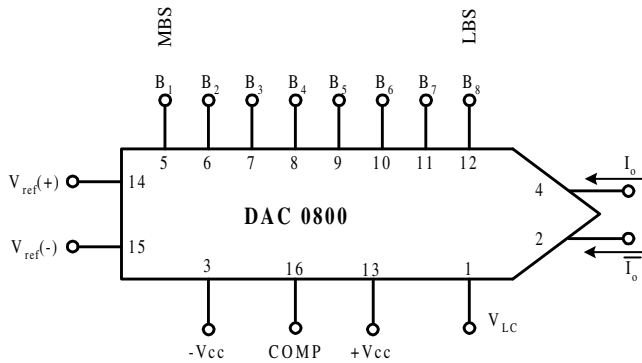 MBS LBS
B1 B2 B3 B4 B5 B6 B7 B8
5 6 7 8 9 10 11 12
Vref(+) 14 4 Io
DAC 0800
Vref(-) 15 2 I̅o
3 16 13 1
-Vcc COMP +Vcc VLC